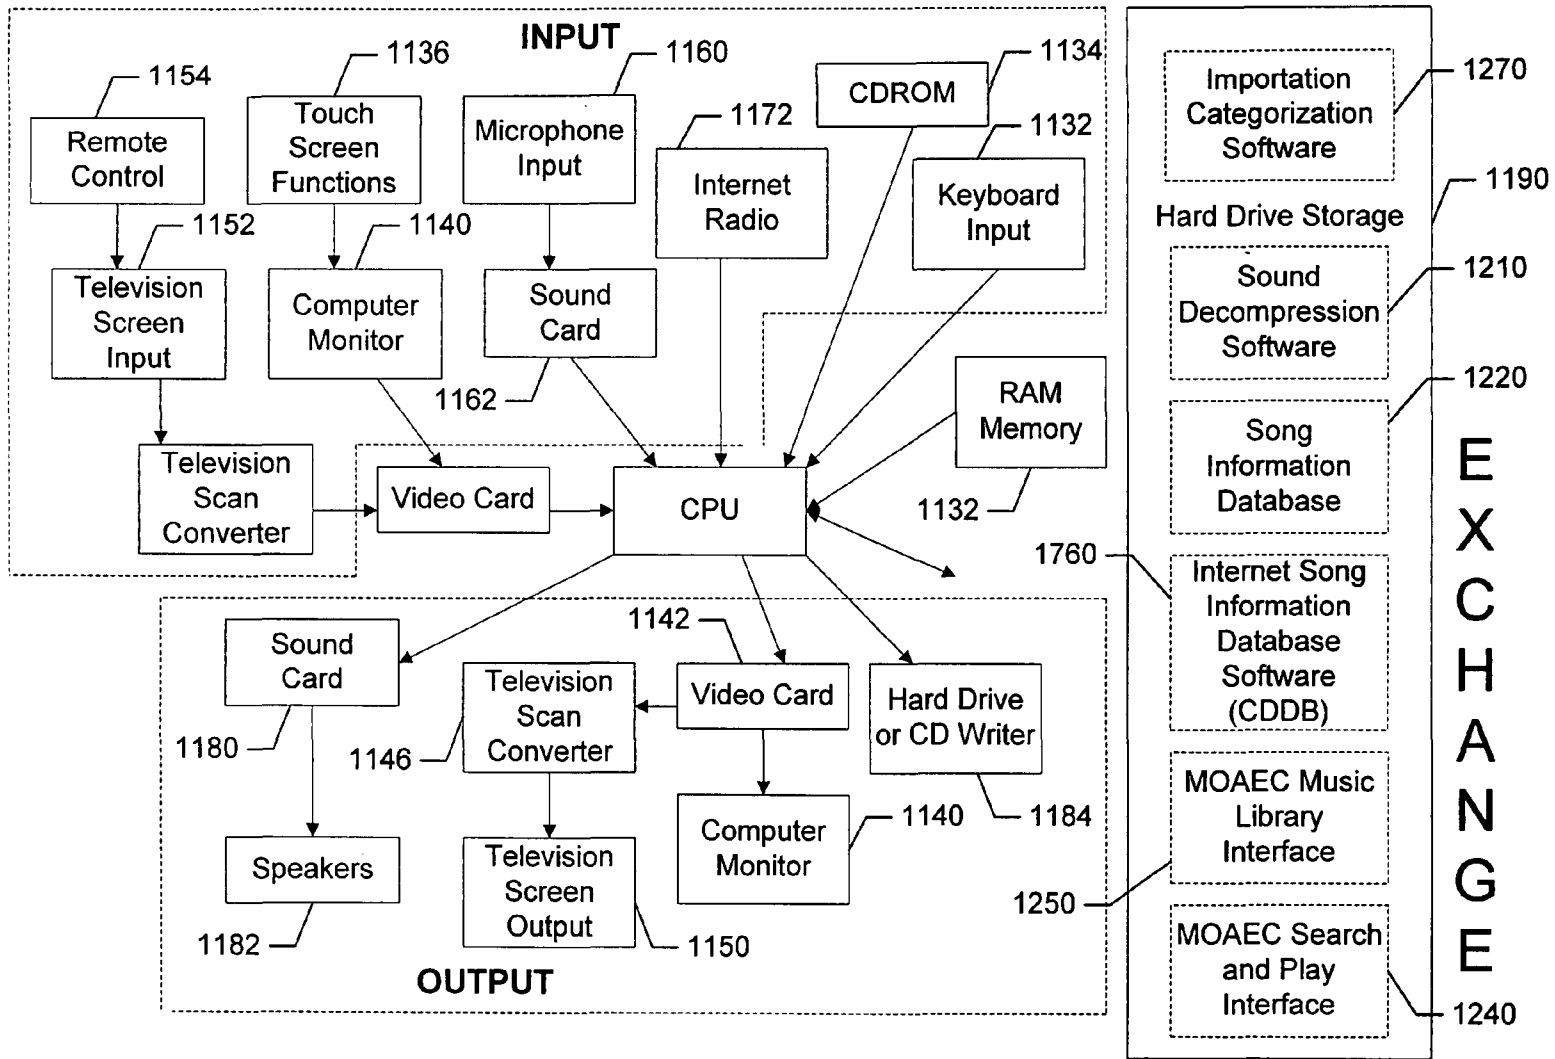 INPUT
1154
1136
1160
1134
1172
1132
Remote
Control
Touch
Screen
Functions
Microphone
Input
Internet
Radio
CDROM
Keyboard
Input
1152
1140
Television
Screen
Input
Computer
Monitor
Sound
Card
1162
RAM
Memory
1132
Television
Scan
Converter
Video Card
CPU
OUTPUT
Sound
Card
1180
Speakers
1182
1142
Video Card
Television
Scan
Converter
1146
Television
Screen
Output
1150
Computer
Monitor
1140
Hard Drive
or CD Writer
1184
Importation
Categorization
Software
1270
Hard Drive Storage
1190
Sound
Decompression
Software
1210
Song
Information
Database
1220
Internet Song
Information
Database
Software
(CDDB)
1760
MOAEC Music
Library
Interface
1250
MOAEC Search
and Play
Interface
1240
E
X
C
H
A
N
G
E